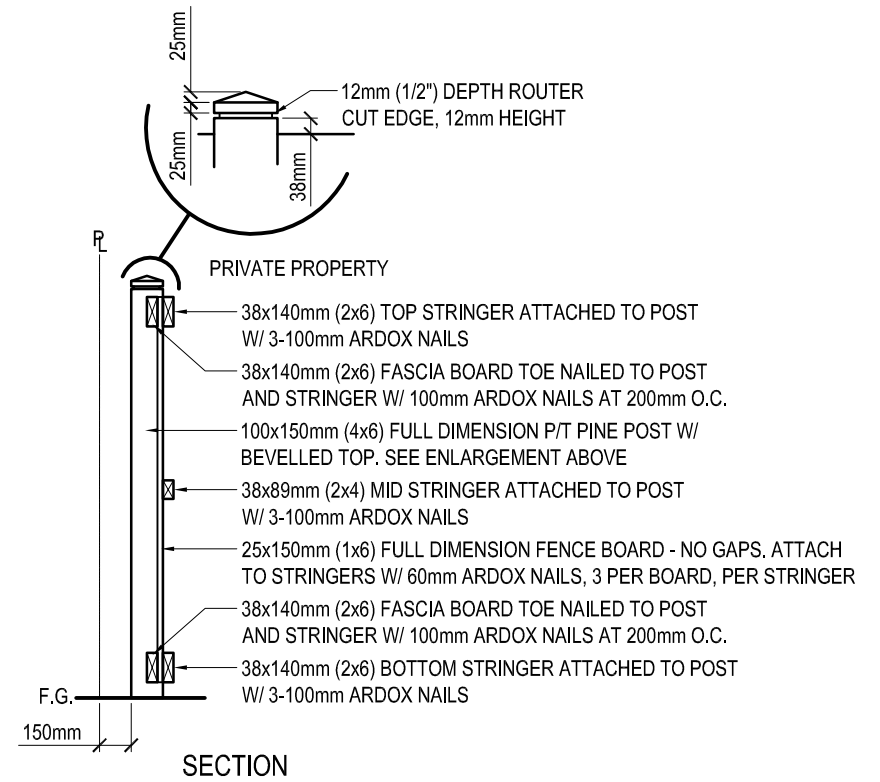 25mm
12mm (1/2") DEPTH ROUTER
CUT EDGE, 12mm HEIGHT
25mm
38mm
PL
PRIVATE PROPERTY
38x140mm (2x6) TOP STRINGER ATTACHED TO POST
W/ 3-100mm ARDOX NAILS
38x140mm (2x6) FASCIA BOARD TOE NAILED TO POST
AND STRINGER W/ 100mm ARDOX NAILS AT 200mm O.C.
100x150mm (4x6) FULL DIMENSION P/T PINE POST W/
BEVELLED TOP. SEE ENLARGEMENT ABOVE
38x89mm (2x4) MID STRINGER ATTACHED TO POST
W/ 3-100mm ARDOX NAILS
25x150mm (1x6) FULL DIMENSION FENCE BOARD - NO GAPS. ATTACH
TO STRINGERS W/ 60mm ARDOX NAILS, 3 PER BOARD, PER STRINGER
38x140mm (2x6) FASCIA BOARD TOE NAILED TO POST
AND STRINGER W/ 100mm ARDOX NAILS AT 200mm O.C.
38x140mm (2x6) BOTTOM STRINGER ATTACHED TO POST
W/ 3-100mm ARDOX NAILS
F.G.
150mm
SECTION